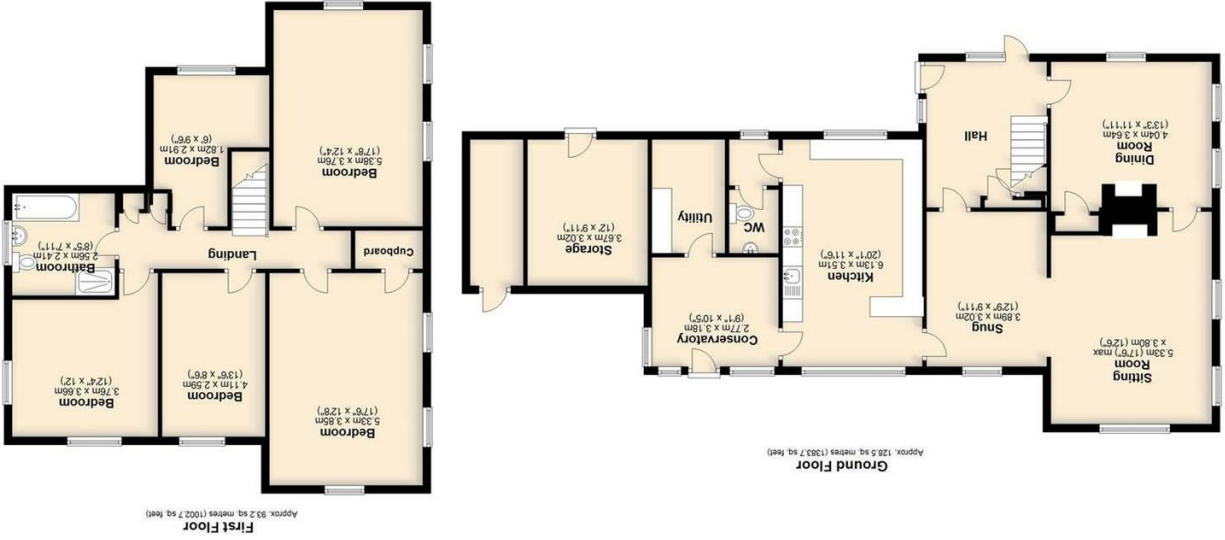 Ground Floor
Approx. 128.5 sq. metres (1383.7 sq. feet)
Sitting
Room
5.33m (17'6") max
x 3.80m (12'6")
Snug
3.89m x 3.02m
(12'9" x 9'11")
Kitchen
6.13m x 3.51m
(20'1" x 11'6")
Conservatory
2.77m x 3.18m
(9'1" x 10'5")
WC
Utility
Storage
3.67m x 3.02m
(12' x 9'11")
Dining
Room
4.04m x 3.64m
(13'3" x 11'11")
Hall
First Floor
Approx. 93.2 sq. metres (1002.7 sq. feet)
Bedroom
5.33m x 3.85m
(17'6" x 12'8")
Bedroom
4.11m x 2.59m
(13'6" x 8'6")
Bedroom
3.76m x 3.66m
(12'4" x 12')
Cupboard
Landing
Bathroom
2.56m x 2.41m
(8'5" x 7'11")
Bedroom
5.38m x 3.76m
(17'8" x 12'4")
Bedroom
1.82m x 2.91m
(6' x 9'6")